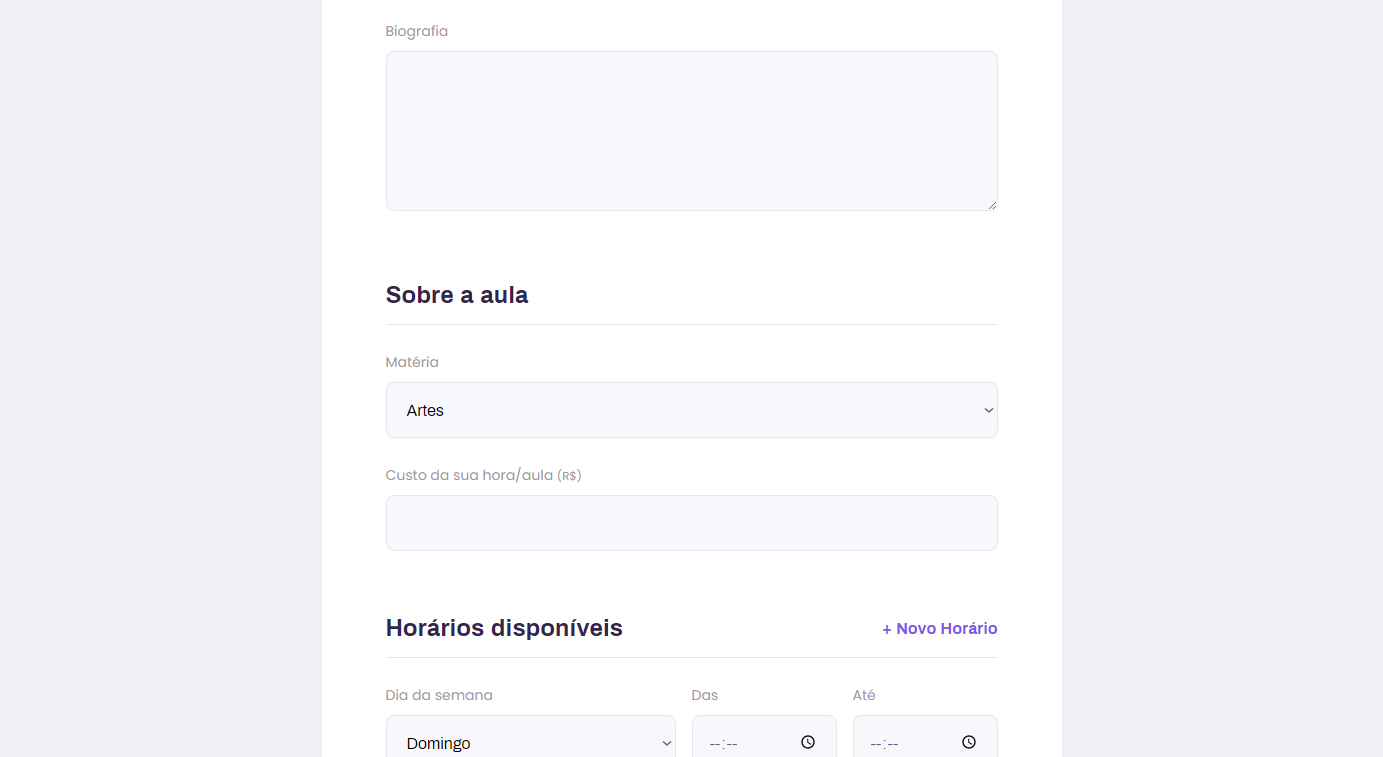 Biografia
Sobre a aula
Matéria
Artes
Custo da sua hora/aula (R$)
Horários disponíveis
+ Novo Horário
Dia da semana
Das
Até
Domingo
--:--
--:--